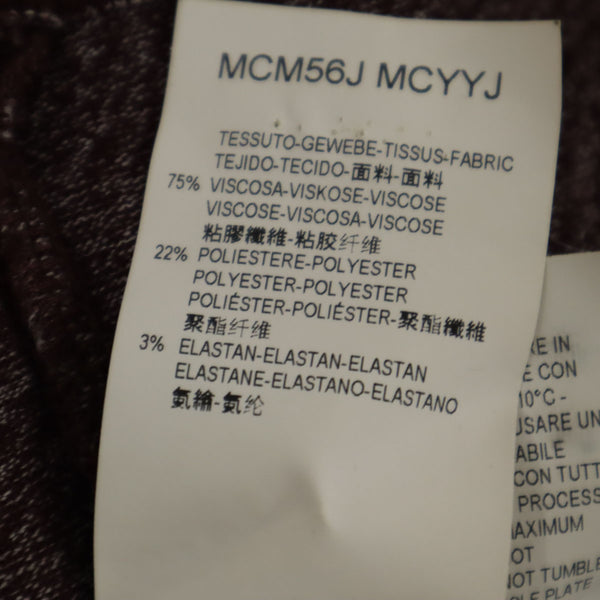 MCM56J MCYYJ
TESSUTO-GEWEBE-TISSUS-FABRIC
TEJIDO-TECIDO-面料-面料
75% VISCOSA-VISKOSE-VISCOSE
VISCOSE-VISCOSA-VISCOSE
粘膠纖維-粘胶纤维
22% POLIESTERE-POLYESTER
POLYESTER-POLYESTER
POLIÉSTER-POLIÉSTER-聚酯纖維
聚酯纤维
3% ELASTAN-ELASTAN-ELASTAN
ELASTANE-ELASTANO-ELASTANO
氨綸-氨纶
IN
CON
10°C -
USARE UN
ABILE
CON TUTT
PROCESS
MAXIMUM
OT
NOT TUMBLE
PLATE